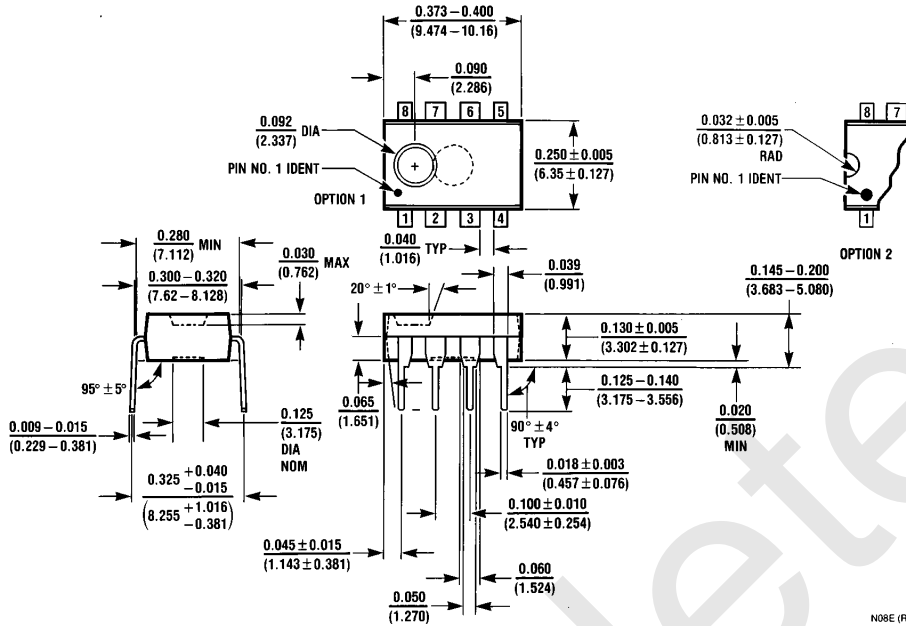 0.373–0.400
(9.474–10.16)
0.090
(2.286)
8 7 6 5
0.092 DIA
(2.337)
PIN NO. 1 IDENT
OPTION 1
0.250 ± 0.005
(6.35 ± 0.127)
1 2 3 4
0.032 ± 0.005
(0.813 ± 0.127)
RAD
PIN NO. 1 IDENT
8 7
1
OPTION 2
0.280 MIN
(7.112)
0.300–0.320
(7.62–8.128)
0.030 MAX
(0.762)
0.040 TYP
(1.016)
0.039
(0.991)
20° ± 1°
0.145–0.200
(3.683–5.080)
0.130 ± 0.005
(3.302 ± 0.127)
0.125–0.140
(3.175–3.556)
0.020
(0.508)
MIN
95° ± 5°
0.009–0.015
(0.229–0.381)
0.125
(3.175)
DIA
NOM
0.065
(1.651)
90° ± 4°
TYP
0.018 ± 0.003
(0.457 ± 0.076)
0.325 +0.040
-0.015
(8.255 +1.016
-0.381)
0.100 ± 0.010
(2.540 ± 0.254)
0.045 ± 0.015
(1.143 ± 0.381)
0.060
(1.524)
0.050
(1.270)
N08E (R
lete